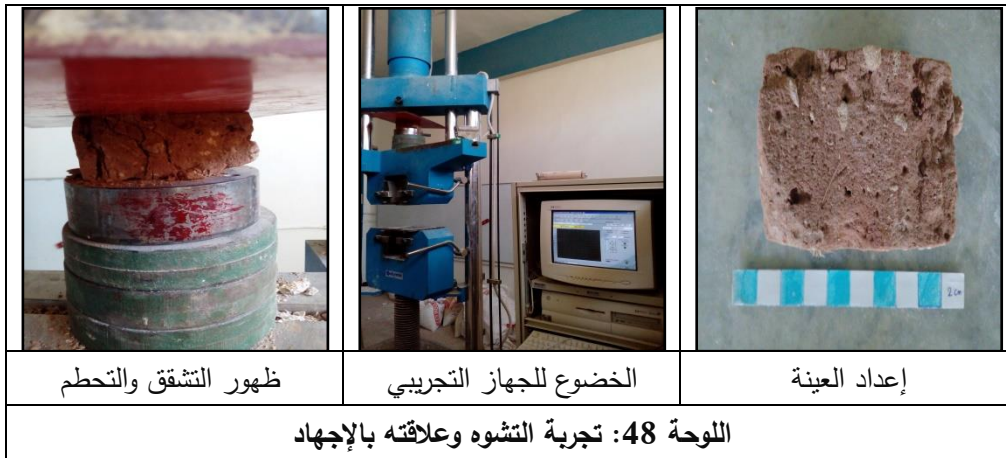 إعداد العينة
الخضوع للجهاز التجريبي
ظهور التشقق والتحطم
اللوحة 48: تجربة التشوه وعلاقته بالإجهاد